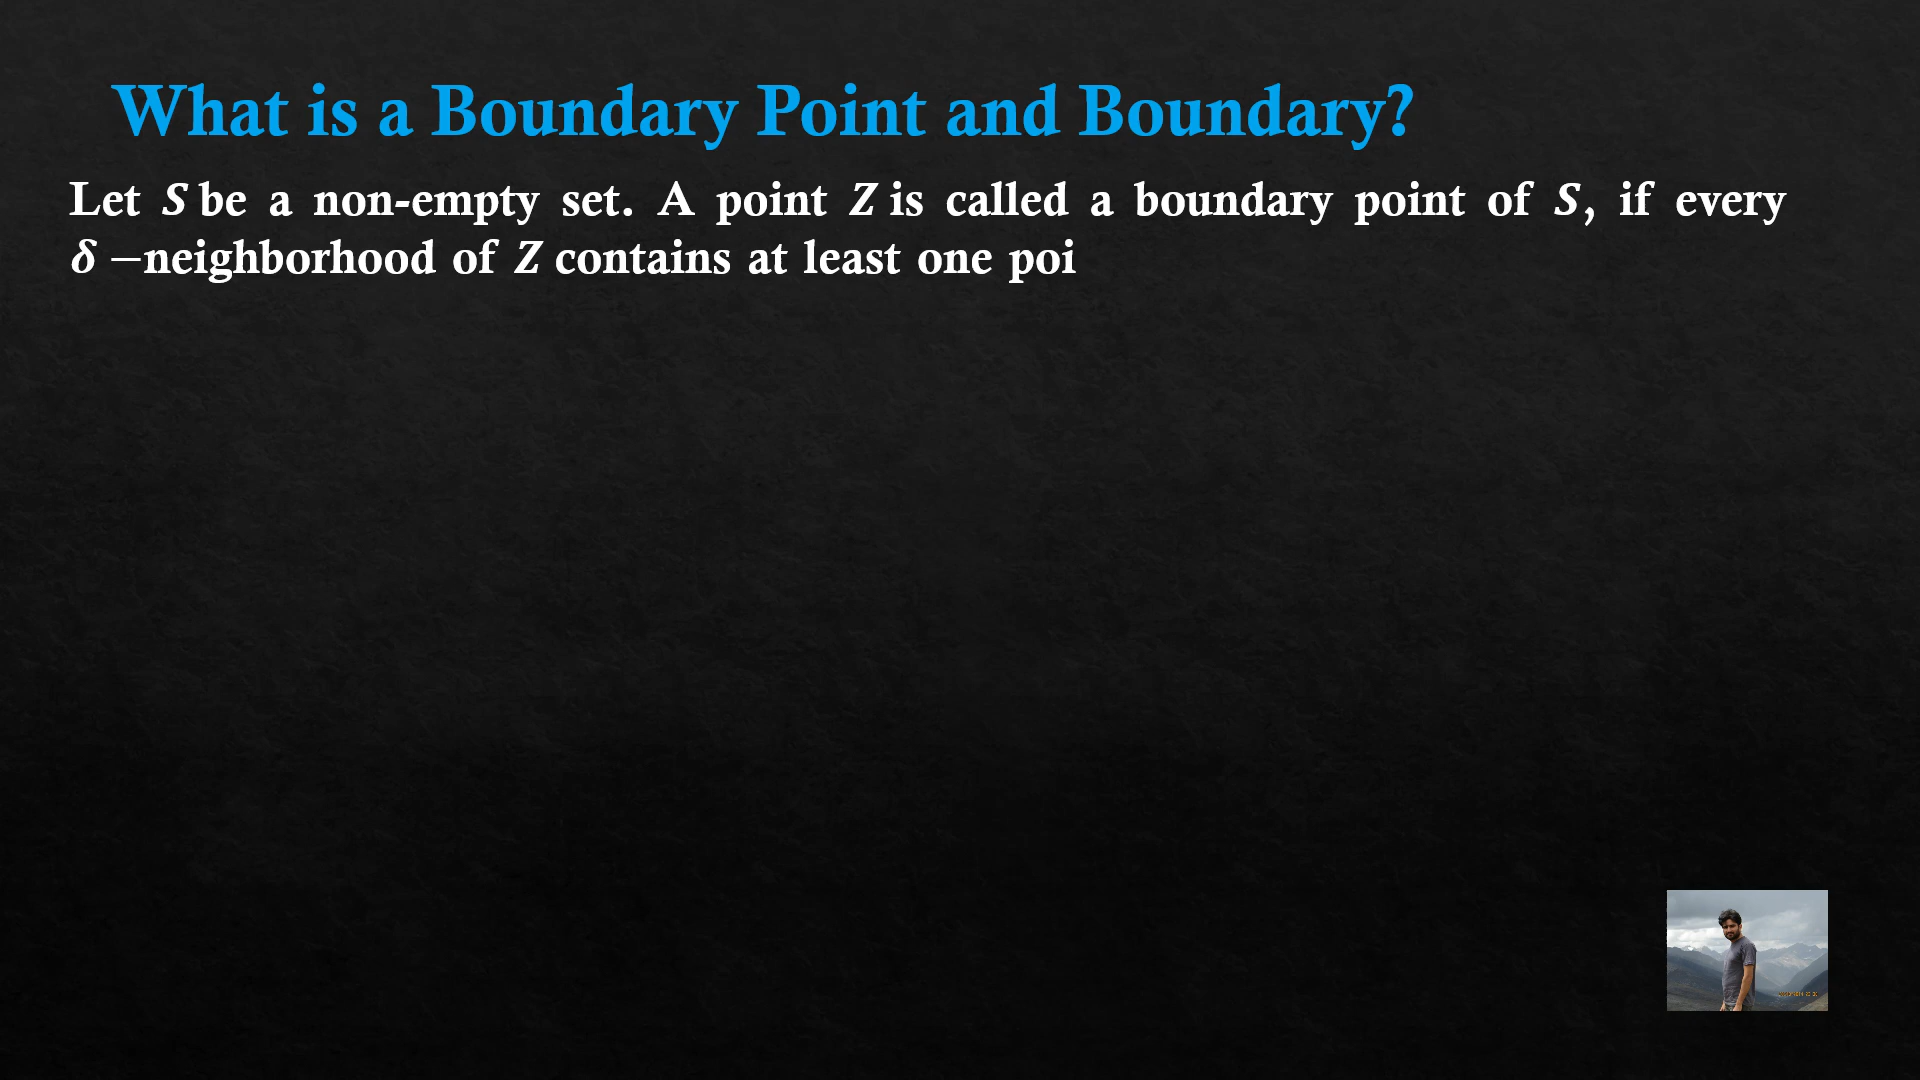 What is a Boundary Point and Boundary?
Let S be a non-empty set. A point Z is called a boundary point of S, if every
δ −neighborhood of Z contains at least one poi